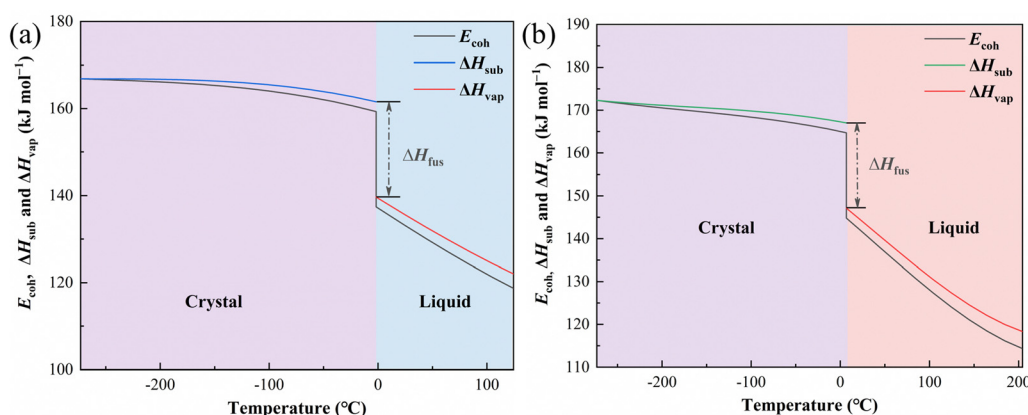 (a)
E_coh, ΔH_sub and ΔH_vap (kJ mol⁻¹)
180
160
140
120
100
E_coh
ΔH_sub
ΔH_vap
ΔH_fus
Crystal
Liquid
-200 -100 0 100
Temperature (°C)
(b)
E_coh, ΔH_sub and ΔH_vap (kJ mol⁻¹)
190
180
170
160
150
140
130
120
110
E_coh
ΔH_sub
ΔH_vap
ΔH_fus
Crystal
Liquid
-200 -100 0 100 200
Temperature (°C)